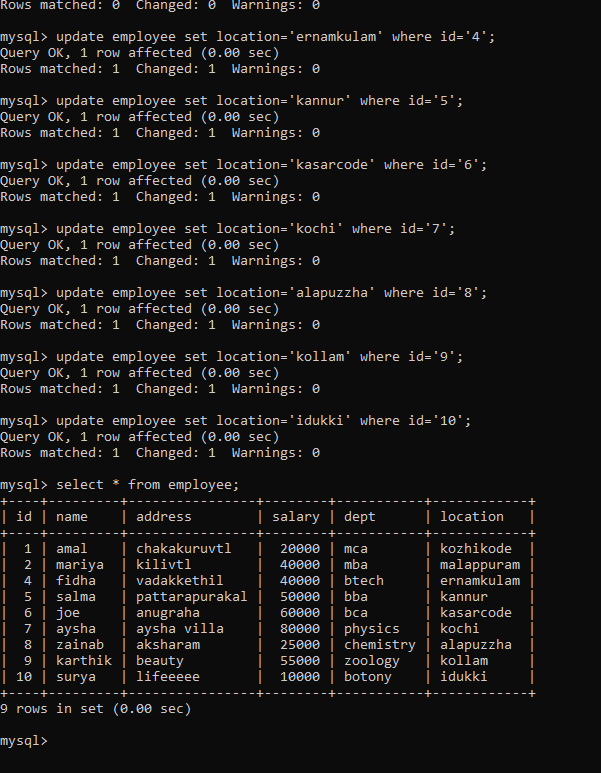 Rows matched: 0  Changed: 0  Warnings: 0

mysql> update employee set location='ernamkulam' where id='4';
Query OK, 1 row affected (0.00 sec)
Rows matched: 1  Changed: 1  Warnings: 0

mysql> update employee set location='kannur' where id='5';
Query OK, 1 row affected (0.00 sec)
Rows matched: 1  Changed: 1  Warnings: 0

mysql> update employee set location='kasarcode' where id='6';
Query OK, 1 row affected (0.00 sec)
Rows matched: 1  Changed: 1  Warnings: 0

mysql> update employee set location='kochi' where id='7';
Query OK, 1 row affected (0.00 sec)
Rows matched: 1  Changed: 1  Warnings: 0

mysql> update employee set location='alapuzzha' where id='8';
Query OK, 1 row affected (0.00 sec)
Rows matched: 1  Changed: 1  Warnings: 0

mysql> update employee set location='kollam' where id='9';
Query OK, 1 row affected (0.00 sec)
Rows matched: 1  Changed: 1  Warnings: 0

mysql> update employee set location='idukki' where id='10';
Query OK, 1 row affected (0.00 sec)
Rows matched: 1  Changed: 1  Warnings: 0

mysql> select * from employee;
+----+---------+----------------+--------+-----------+------------+
| id | name    | address        | salary | dept      | location   |
+----+---------+----------------+--------+-----------+------------+
|  1 | amal    | chakakuruvtl   |  20000 | mca       | kozhikode  |
|  2 | mariya  | kilivtl        |  40000 | mba       | malappuram |
|  4 | fidha   | vadakkethil    |  40000 | btech     | ernamkulam |
|  5 | salma   | pattarapurakal |  50000 | bba       | kannur     |
|  6 | joe     | anugraha       |  60000 | bca       | kasarcode  |
|  7 | aysha   | aysha villa    |  80000 | physics   | kochi      |
|  8 | zainab  | aksharam       |  25000 | chemistry | alapuzzha  |
|  9 | karthik | beauty         |  55000 | zoology   | kollam     |
| 10 | surya   | lifeeeee       |  10000 | botony    | idukki     |
+----+---------+----------------+--------+-----------+------------+
9 rows in set (0.00 sec)

mysql>